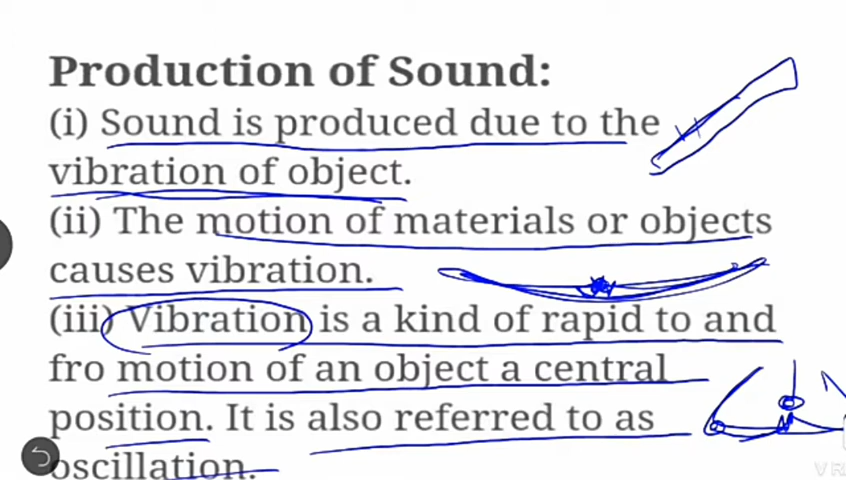 Production of Sound:
(i) Sound is produced due to the
vibration of object.
(ii) The motion of materials or objects
causes vibration.
(iii) Vibration is a kind of rapid to and
fro motion of an object a central
position. It is also referred to as
oscillation.